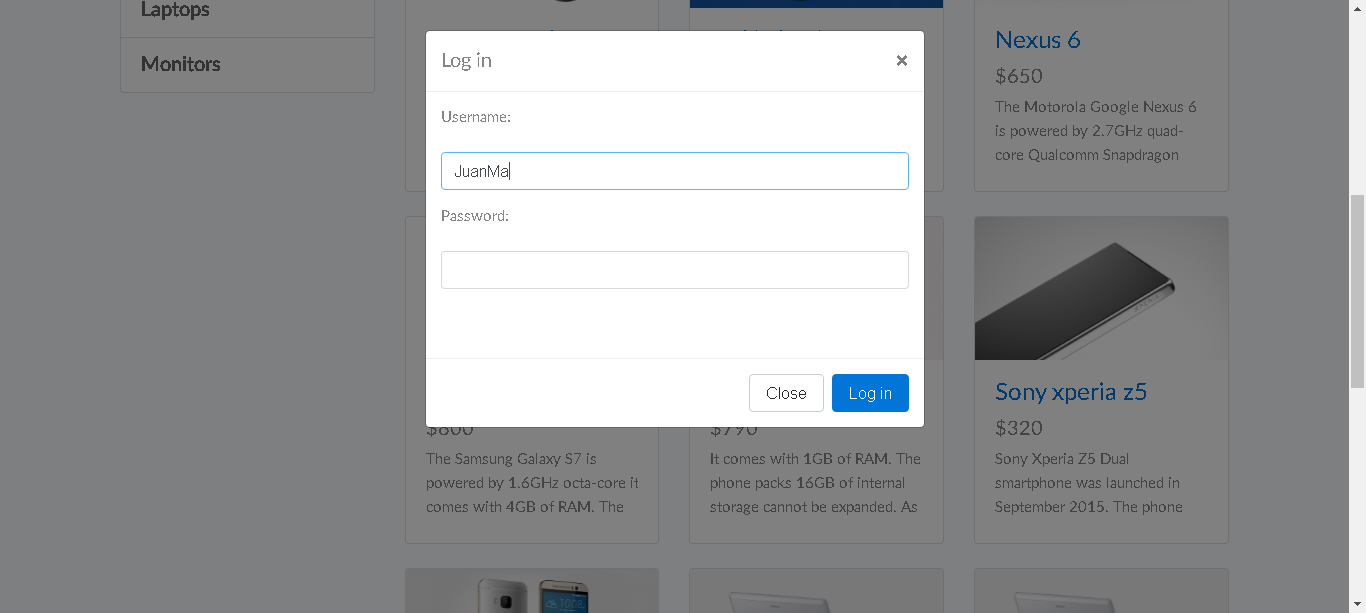 Laptops
Monitors
Log in
×
Username:
JuanMa
Password:
Close
Log in
Nexus 6
$650
The Motorola Google Nexus 6
is powered by 2.7GHz quad-
core Qualcomm Snapdragon
$800
The Samsung Galaxy S7 is
powered by 1.6GHz octa-core it
comes with 4GB of RAM. The
$790
It comes with 1GB of RAM. The
phone packs 16GB of internal
storage cannot be expanded. As
Sony xperia z5
$320
Sony Xperia Z5 Dual
smartphone was launched in
September 2015. The phone
10:08